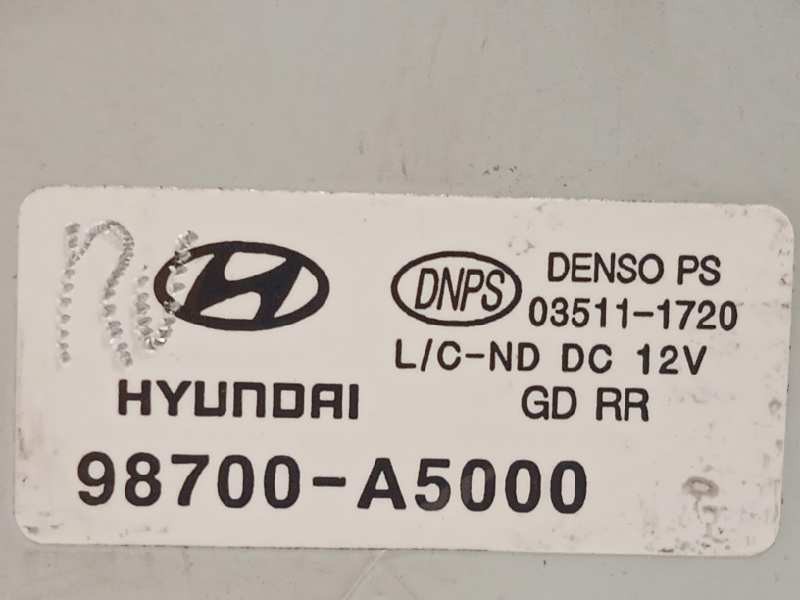 DNPS DENSO PS
03511-1720
L/C-ND DC 12V
HYUNDAI GD RR
98700-A5000